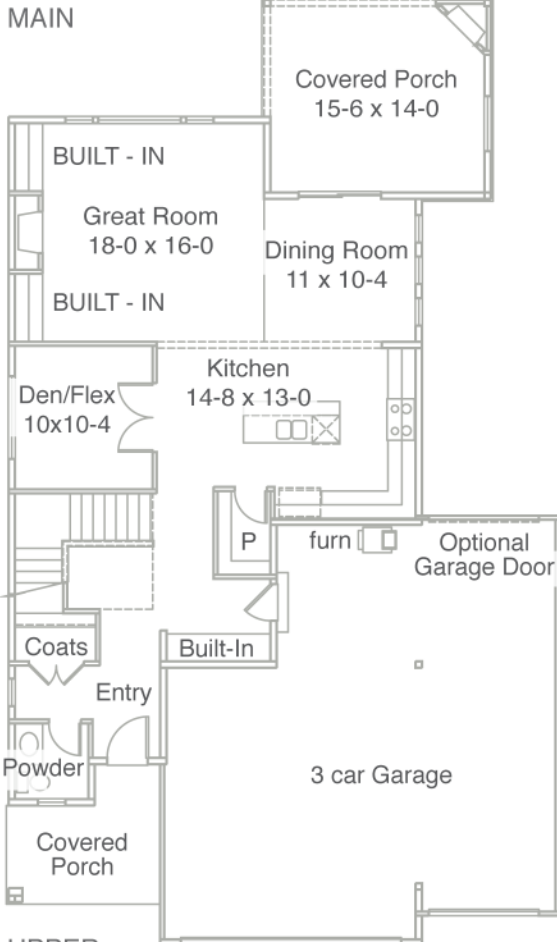 MAIN
Covered Porch
15-6 x 14-0
BUILT - IN
Great Room
18-0 x 16-0
Dining Room
11 x 10-4
BUILT - IN
Kitchen
14-8 x 13-0
Den/Flex
10x10-4
P
furn
Optional
Garage Door
Coats
Built-In
Entry
Powder
3 car Garage
Covered
Porch
UPPER